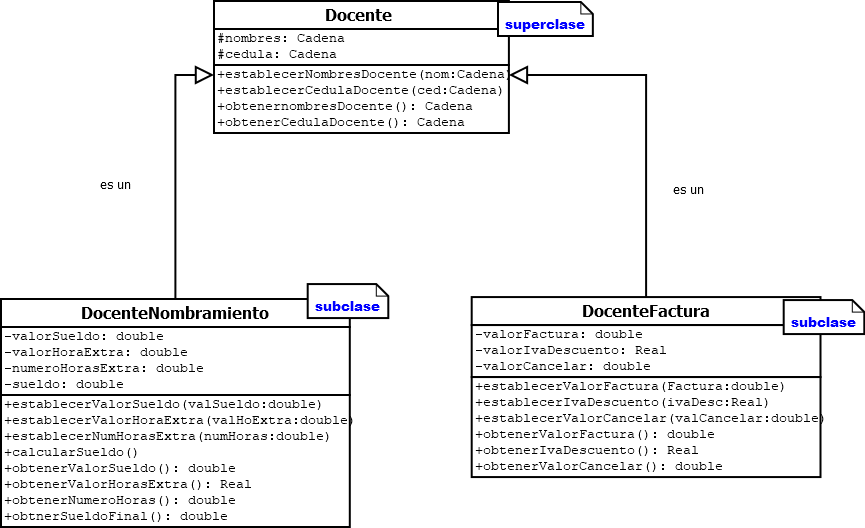 Docente
superclase
#nombres: Cadena
#cedula: Cadena
+establecerNombresDocente(nom:Cadena)
+establecerCedulaDocente(ced:Cadena)
+obtenernombresDocente(): Cadena
+obtenerCedulaDocente(): Cadena
es un
es un
DocenteNombramiento
subclase
-valorSueldo: double
-valorHoraExtra: double
-numeroHorasExtra: double
-sueldo: double
+establecerValorSueldo(valSueldo:double)
+establecerValorHoraExtra(valHoExtra:double)
+establecerNumHorasExtra(numHoras:double)
+calcularSueldo()
+obtenerValorSueldo(): double
+obtenerValorHorasExtra(): Real
+obtenerNumeroHoras(): double
+obtnerSueldoFinal(): double
DocenteFactura
subclase
-valorFactura: double
-valorIvaDescuento: Real
-valorCancelar: double
+establecerValorFactura(Factura:double)
+establecerIvaDescuento(ivaDesc:Real)
+establecerValorCancelar(valCancelar:double)
+obtenerValorFactura(): double
+obtenerIvaDescuento(): Real
+obtenerValorCancelar(): double